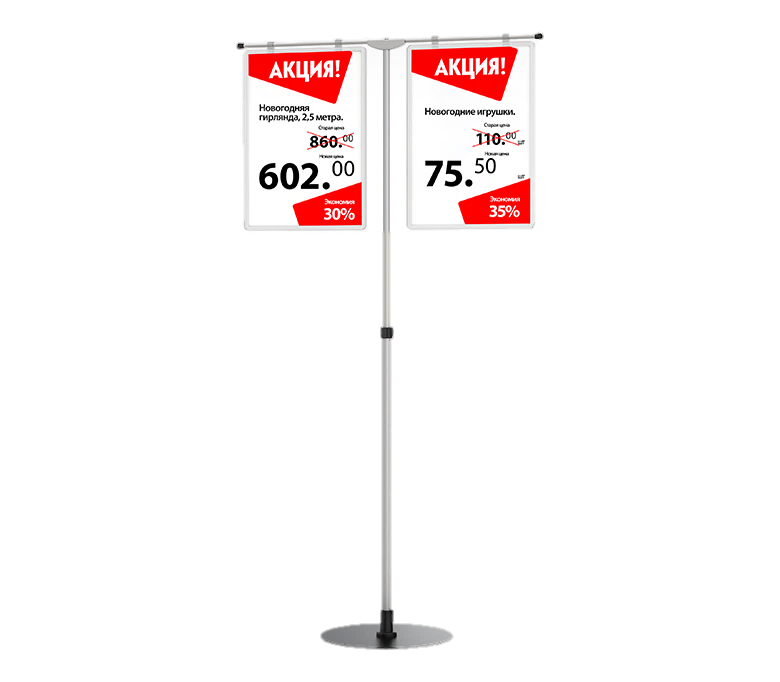 АКЦИЯ!
Новогодняя
гирлянда, 2,5 метра.
Старая цена
860.00
Новая цена
602.00
Экономия
30%
АКЦИЯ!
Новогодние игрушки.
Старая цена
110.00 шт
Новая цена
75.50 шт
Экономия
35%